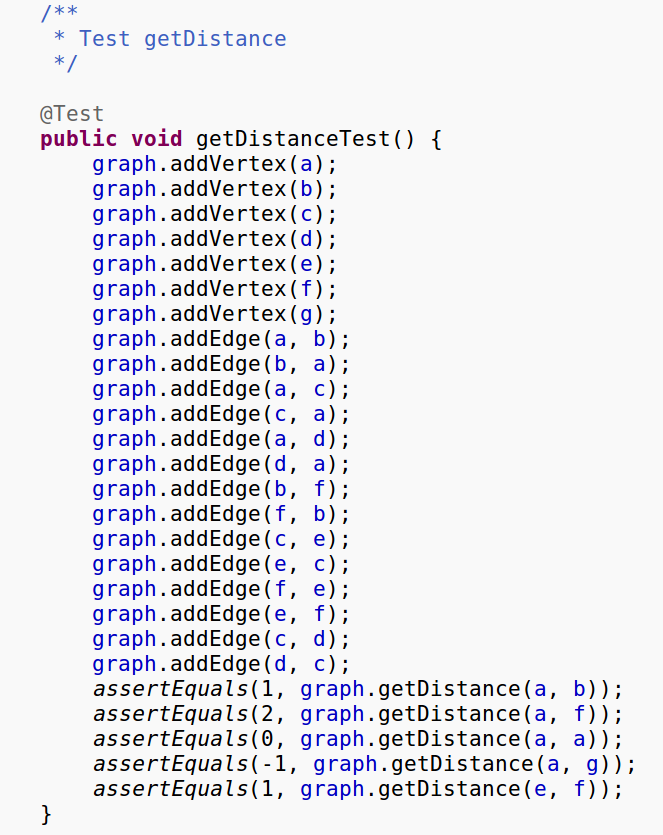 /**
 * Test getDistance
 */

@Test
public void getDistanceTest() {
    graph.addVertex(a);
    graph.addVertex(b);
    graph.addVertex(c);
    graph.addVertex(d);
    graph.addVertex(e);
    graph.addVertex(f);
    graph.addVertex(g);
    graph.addEdge(a, b);
    graph.addEdge(b, a);
    graph.addEdge(a, c);
    graph.addEdge(c, a);
    graph.addEdge(a, d);
    graph.addEdge(d, a);
    graph.addEdge(b, f);
    graph.addEdge(f, b);
    graph.addEdge(c, e);
    graph.addEdge(e, c);
    graph.addEdge(f, e);
    graph.addEdge(e, f);
    graph.addEdge(c, d);
    graph.addEdge(d, c);
    assertEquals(1, graph.getDistance(a, b));
    assertEquals(2, graph.getDistance(a, f));
    assertEquals(0, graph.getDistance(a, a));
    assertEquals(-1, graph.getDistance(a, g));
    assertEquals(1, graph.getDistance(e, f));
}